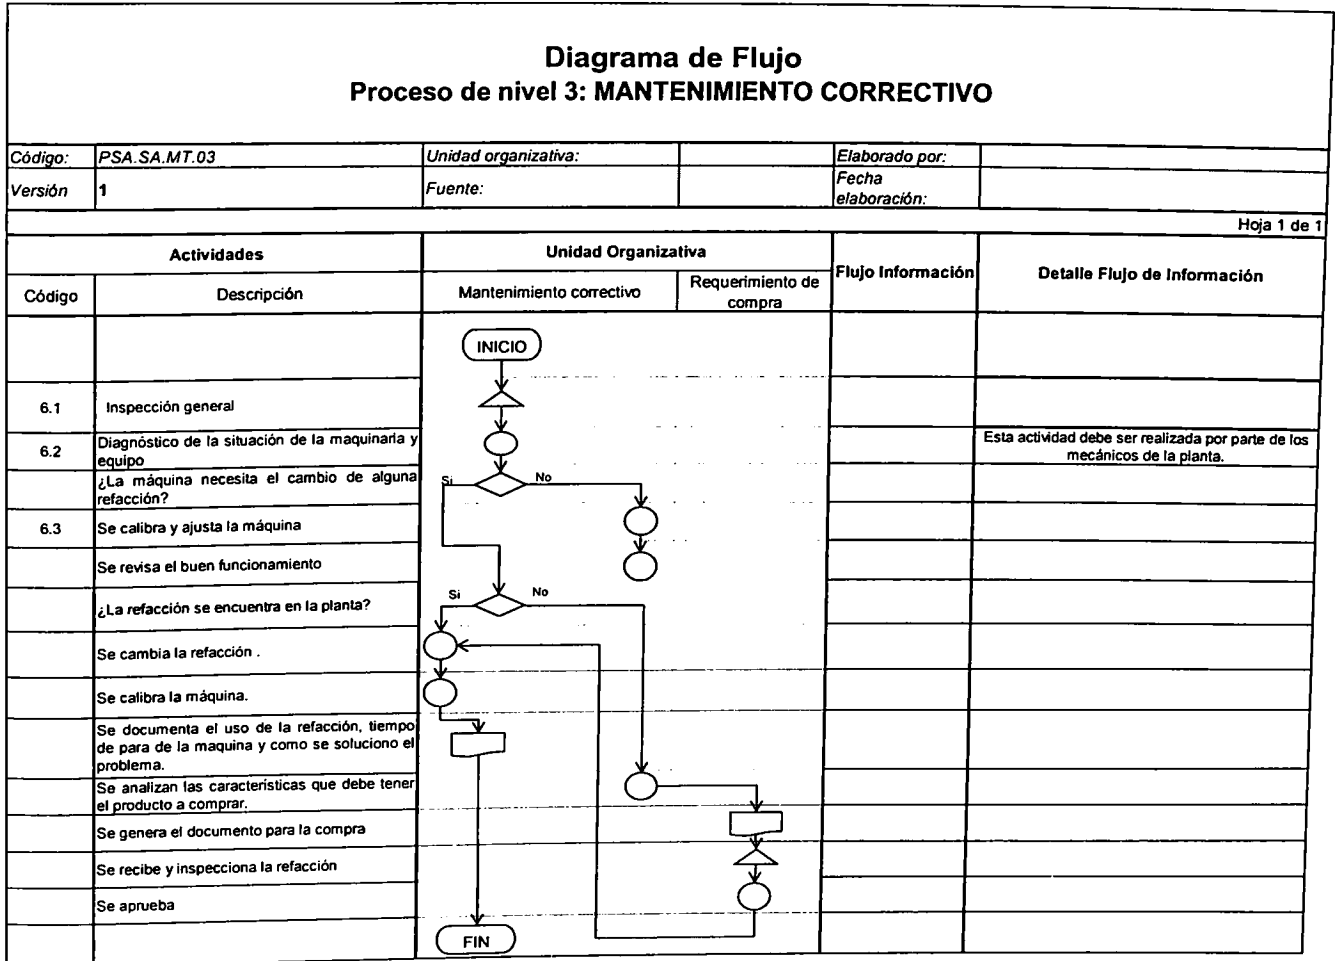 Diagrama de Flujo
Proceso de nivel 3: MANTENIMIENTO CORRECTIVO
Código: PSA.SA.MT.03 Unidad organizativa: Elaborado por:
Versión 1 Fuente: Fecha
elaboración:
Hoja 1 de 1
Actividades Unidad Organizativa Flujo Información Detalle Flujo de Información
Código Descripción Mantenimiento correctivo Requerimiento de
compra
INICIO
6.1 Inspección general
6.2 Diagnóstico de la situación de la maquinaria y
equipo
Esta actividad debe ser realizada por parte de los
mecánicos de la planta.
¿La máquina necesita el cambio de alguna
refacción?
Si No
6.3 Se calibra y ajusta la máquina
Se revisa el buen funcionamiento
¿La refacción se encuentra en la planta?
Si No
Se cambia la refacción .
Se calibra la máquina.
Se documenta el uso de la refacción, tiempo
de para de la maquina y como se soluciono el
problema.
Se analizan las características que debe tener
el producto a comprar.
Se genera el documento para la compra
Se recibe y inspecciona la refacción
Se aprueba
FIN